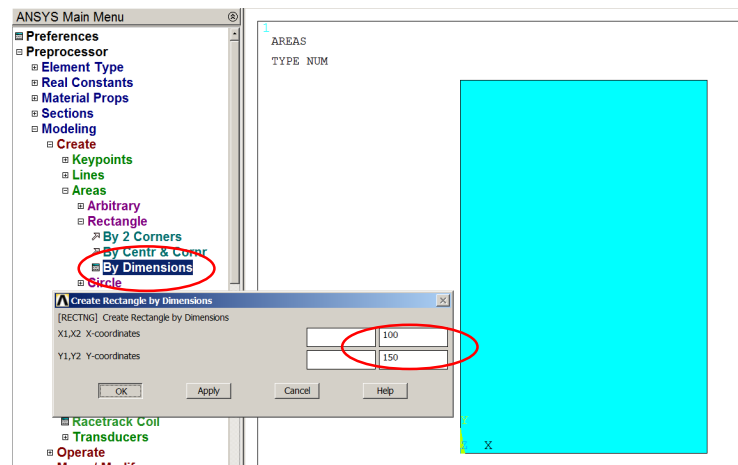 ANSYS Main Menu
Preferences
Preprocessor
Element Type
Real Constants
Material Props
Sections
Modeling
Create
Keypoints
Lines
Areas
Arbitrary
Rectangle
By 2 Corners
By Centr & Cornr
By Dimensions
Circle
Create Rectangle by Dimensions
[RECTNG] Create Rectangle by Dimensions
X1,X2 X-coordinates
100
Y1,Y2 Y-coordinates
150
OK Apply Cancel Help
Racetrack Coil
Transducers
Operate
1
AREAS
TYPE NUM
Y
Z X